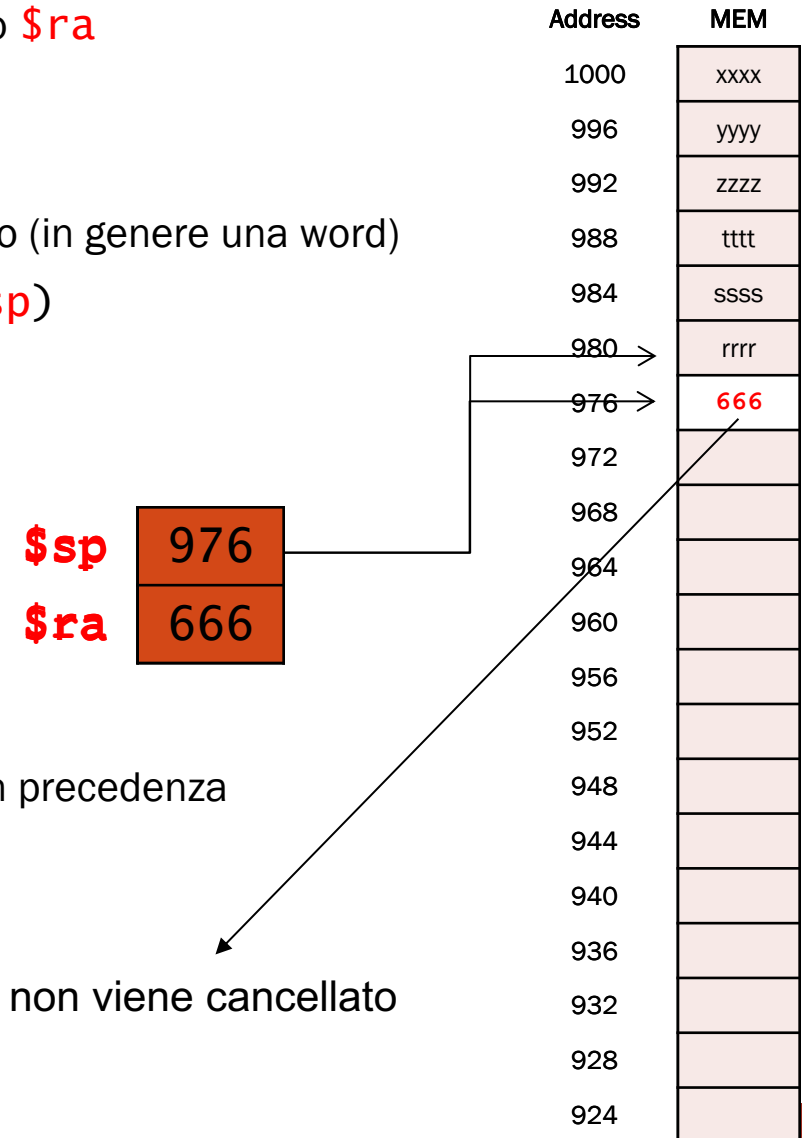 o $ra
Address MEM
1000 xxxx
996 yyyy
992 zzzz
o (in genere una word)
988 tttt
p)
984 ssss
980 rrrr
976 666
972
968
$sp 976
964
$ra 666
960
956
952
n precedenza
948
944
940
936
non viene cancellato
932
928
924